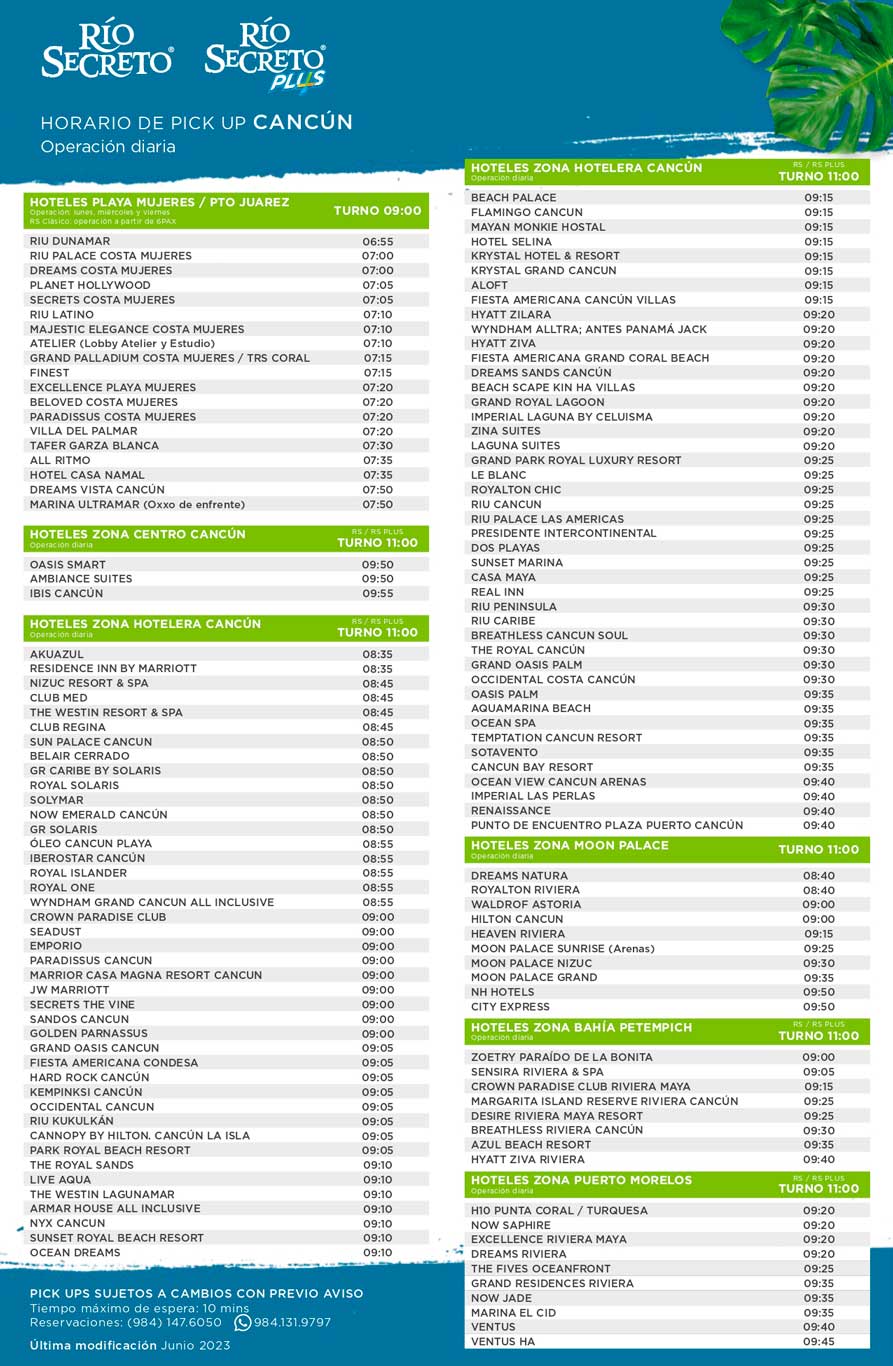 RÍO
SECRETO®
RÍO
SECRETO®
PLUS
HORARIO DE PICK UP CANCÚN
Operación diaria
HOTELES PLAYA MUJERES / PTO JUAREZ
Operación: lunes, miércoles y viernes
RS Clásico: operación a partir de 6PAX
TURNO 09:00
RIU DUNAMAR 06:55
RIU PALACE COSTA MUJERES 07:00
DREAMS COSTA MUJERES 07:00
PLANET HOLLYWOOD 07:05
SECRETS COSTA MUJERES 07:05
RIU LATINO 07:10
MAJESTIC ELEGANCE COSTA MUJERES 07:10
ATELIER (Lobby Atelier y Estudio) 07:10
GRAND PALLADIUM COSTA MUJERES / TRS CORAL 07:15
FINEST 07:15
EXCELLENCE PLAYA MUJERES 07:20
BELOVED COSTA MUJERES 07:20
PARADISSUS COSTA MUJERES 07:20
VILLA DEL PALMAR 07:20
TAFER GARZA BLANCA 07:30
ALL RITMO 07:35
HOTEL CASA NAMAL 07:35
DREAMS VISTA CANCÚN 07:50
MARINA ULTRAMAR (Oxxo de enfrente) 07:50
HOTELES ZONA CENTRO CANCÚN
Operación diaria
RS / RS PLUS
TURNO 11:00
OASIS SMART 09:50
AMBIANCE SUITES 09:50
IBIS CANCÚN 09:55
HOTELES ZONA HOTELERA CANCÚN
Operación diaria
RS / RS PLUS
TURNO 11:00
AKUAZUL 08:35
RESIDENCE INN BY MARRIOTT 08:35
NIZUC RESORT & SPA 08:45
CLUB MED 08:45
THE WESTIN RESORT & SPA 08:45
CLUB REGINA 08:45
SUN PALACE CANCUN 08:50
BELAIR CERRADO 08:50
GR CARIBE BY SOLARIS 08:50
ROYAL SOLARIS 08:50
SOLYMAR 08:50
NOW EMERALD CANCÚN 08:50
GR SOLARIS 08:50
ÓLEO CANCUN PLAYA 08:55
IBEROSTAR CANCÚN 08:55
ROYAL ISLANDER 08:55
ROYAL ONE 08:55
WYNDHAM GRAND CANCUN ALL INCLUSIVE 08:55
CROWN PARADISE CLUB 09:00
SEADUST 09:00
EMPORIO 09:00
PARADISSUS CANCUN 09:00
MARRIOR CASA MAGNA RESORT CANCUN 09:00
JW MARRIOTT 09:00
SECRETS THE VINE 09:00
SANDOS CANCUN 09:00
GOLDEN PARNASSUS 09:00
GRAND OASIS CANCUN 09:05
FIESTA AMERICANA CONDESA 09:05
HARD ROCK CANCÚN 09:05
KEMPINKSI CANCÚN 09:05
OCCIDENTAL CANCUN 09:05
RIU KUKULKÁN 09:05
CANNOPY BY HILTON. CANCÚN LA ISLA 09:05
PARK ROYAL BEACH RESORT 09:05
THE ROYAL SANDS 09:10
LIVE AQUA 09:10
THE WESTIN LAGUNAMAR 09:10
ARMAR HOUSE ALL INCLUSIVE 09:10
NYX CANCUN 09:10
SUNSET ROYAL BEACH RESORT 09:10
OCEAN DREAMS 09:10
PICK UPS SUJETOS A CAMBIOS CON PREVIO AVISO
Tiempo máximo de espera: 10 mins
Reservaciones: (984) 147.6050 984.131.9797
Última modificación Junio 2023
HOTELES ZONA HOTELERA CANCÚN
Operación diaria
RS / RS PLUS
TURNO 11:00
BEACH PALACE 09:15
FLAMINGO CANCUN 09:15
MAYAN MONKIE HOSTAL 09:15
HOTEL SELINA 09:15
KRYSTAL HOTEL & RESORT 09:15
KRYSTAL GRAND CANCUN 09:15
ALOFT 09:15
FIESTA AMERICANA CANCÚN VILLAS 09:15
HYATT ZILARA 09:20
WYNDHAM ALLTRA; ANTES PANAMÁ JACK 09:20
HYATT ZIVA 09:20
FIESTA AMERICANA GRAND CORAL BEACH 09:20
DREAMS SANDS CANCÚN 09:20
BEACH SCAPE KIN HA VILLAS 09:20
GRAND ROYAL LAGOON 09:20
IMPERIAL LAGUNA BY CELUISMA 09:20
ZINA SUITES 09:20
LAGUNA SUITES 09:20
GRAND PARK ROYAL LUXURY RESORT 09:25
LE BLANC 09:25
ROYALTON CHIC 09:25
RIU CANCUN 09:25
RIU PALACE LAS AMERICAS 09:25
PRESIDENTE INTERCONTINENTAL 09:25
DOS PLAYAS 09:25
SUNSET MARINA 09:25
CASA MAYA 09:25
REAL INN 09:25
RIU PENINSULA 09:30
RIU CARIBE 09:30
BREATHLESS CANCUN SOUL 09:30
THE ROYAL CANCÚN 09:30
GRAND OASIS PALM 09:30
OCCIDENTAL COSTA CANCÚN 09:30
OASIS PALM 09:35
AQUAMARINA BEACH 09:35
OCEAN SPA 09:35
TEMPTATION CANCUN RESORT 09:35
SOTAVENTO 09:35
CANCUN BAY RESORT 09:35
OCEAN VIEW CANCUN ARENAS 09:40
IMPERIAL LAS PERLAS 09:40
RENAISSANCE 09:40
PUNTO DE ENCUENTRO PLAZA PUERTO CANCÚN 09:40
HOTELES ZONA MOON PALACE
Operación diaria
TURNO 11:00
DREAMS NATURA 08:40
ROYALTON RIVIERA 08:40
WALDROF ASTORIA 09:00
HILTON CANCUN 09:00
HEAVEN RIVIERA 09:15
MOON PALACE SUNRISE (Arenas) 09:25
MOON PALACE NIZUC 09:30
MOON PALACE GRAND 09:35
NH HOTELS 09:50
CITY EXPRESS 09:50
HOTELES ZONA BAHÍA PETEMPICH
Operación diaria
RS / RS PLUS
TURNO 11:00
ZOETRY PARAÍDO DE LA BONITA 09:00
SENSIRA RIVIERA & SPA 09:05
CROWN PARADISE CLUB RIVIERA MAYA 09:15
MARGARITA ISLAND RESERVE RIVIERA CANCÚN 09:25
DESIRE RIVIERA MAYA RESORT 09:25
BREATHLESS RIVIERA CANCÚN 09:30
AZUL BEACH RESORT 09:35
HYATT ZIVA RIVIERA 09:40
HOTELES ZONA PUERTO MORELOS
Operación diaria
RS / RS PLUS
TURNO 11:00
H10 PUNTA CORAL / TURQUESA 09:20
NOW SAPHIRE 09:20
EXCELLENCE RIVIERA MAYA 09:20
DREAMS RIVIERA 09:20
THE FIVES OCEANFRONT 09:25
GRAND RESIDENCES RIVIERA 09:35
NOW JADE 09:35
MARINA EL CID 09:35
VENTUS 09:40
VENTUS HA 09:45